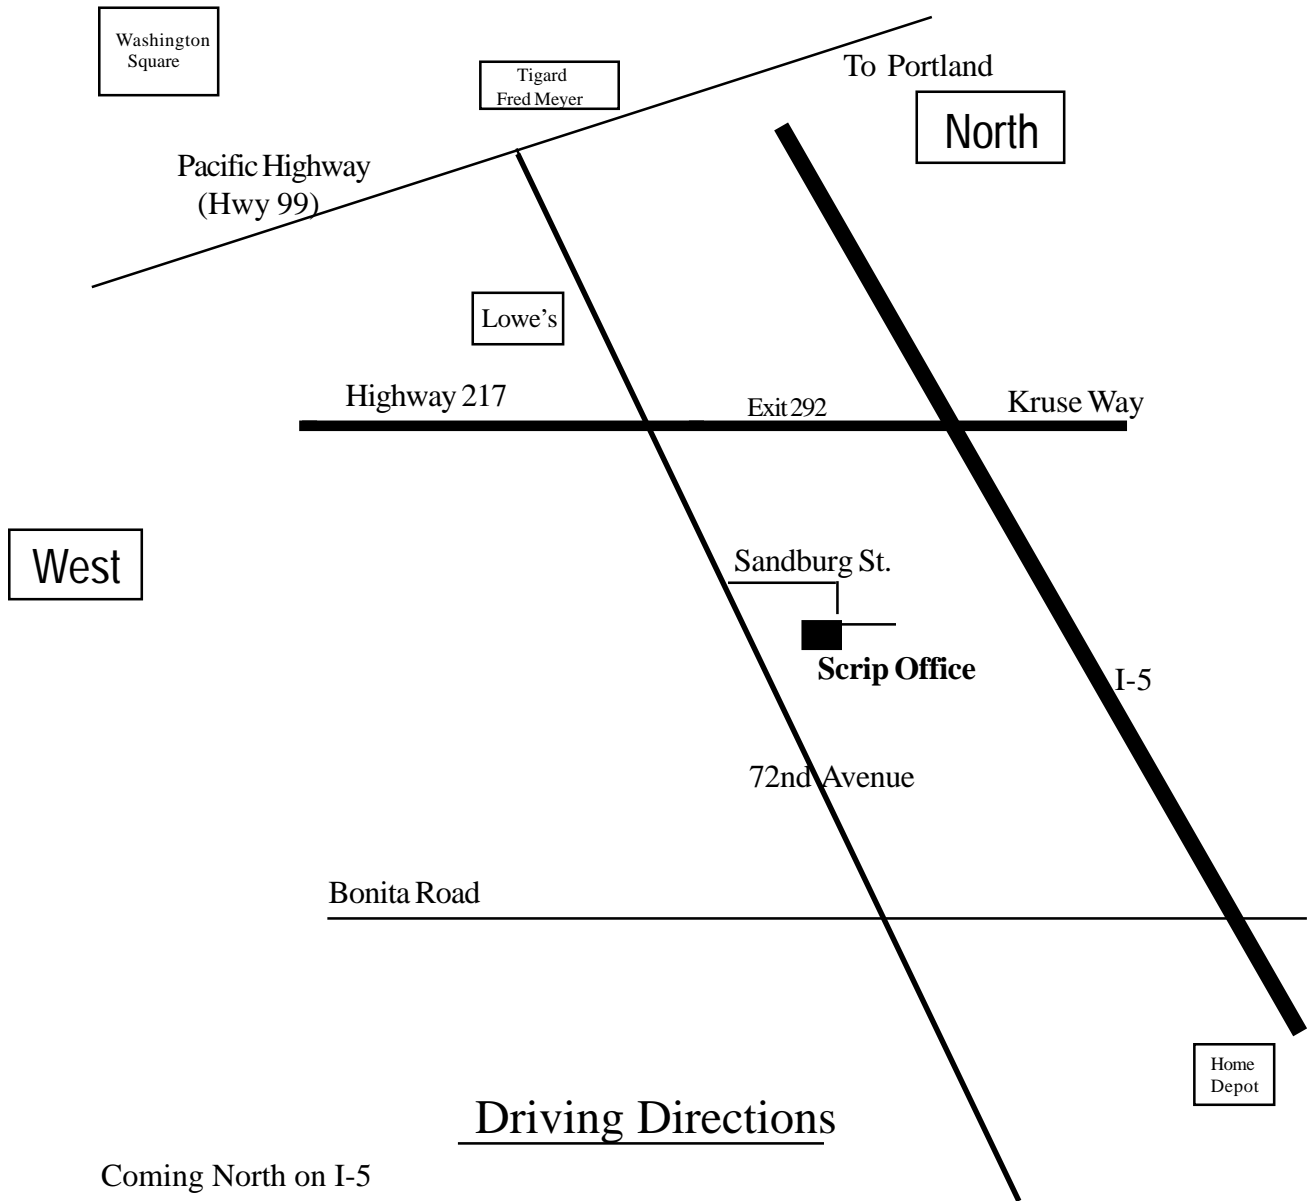 Washington
Square
Tigard
Fred Meyer
To Portland
North
Pacific Highway
(Hwy 99)
Lowe's
Highway 217
Exit 292
Kruse Way
West
Sandburg St.
Scrip Office
I-5
72nd Avenue
Bonita Road
Home
Depot
Driving Directions
Coming North on I-5